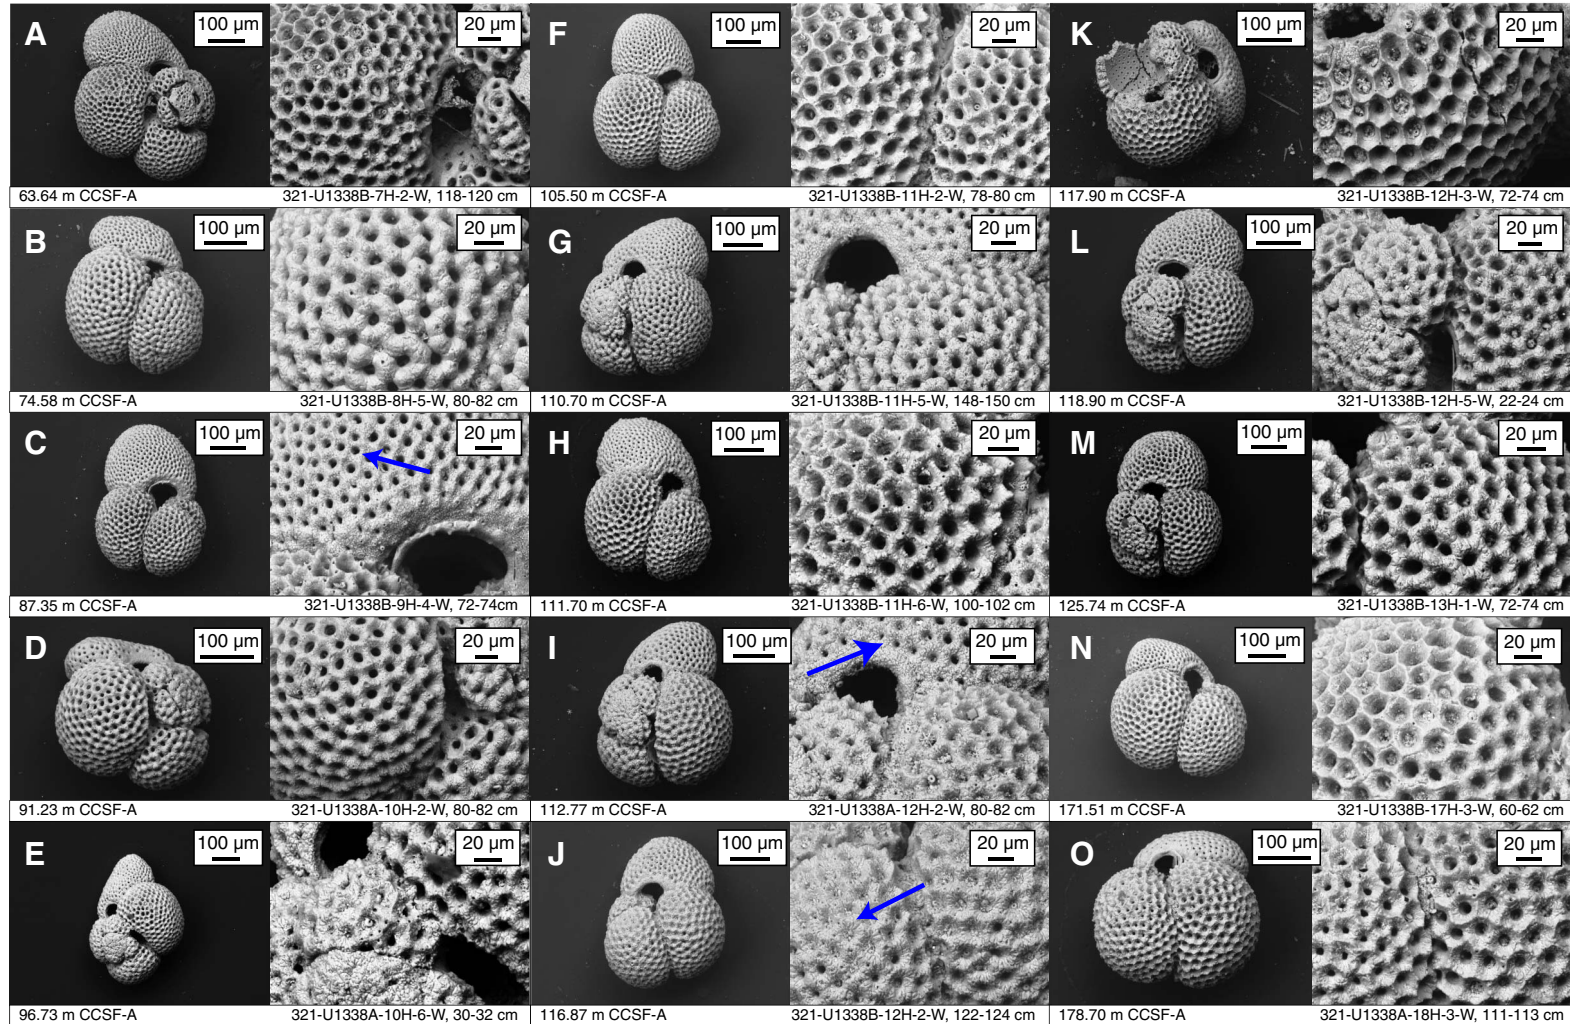 A 100 µm 20 µm
63.64 m CCSF-A 321-U1338B-7H-2-W, 118-120 cm
B 100 µm 20 µm
74.58 m CCSF-A 321-U1338B-8H-5-W, 80-82 cm
C 100 µm 20 µm
87.35 m CCSF-A 321-U1338B-9H-4-W, 72-74cm
D 100 µm 20 µm
91.23 m CCSF-A 321-U1338A-10H-2-W, 80-82 cm
E 100 µm 20 µm
96.73 m CCSF-A 321-U1338A-10H-6-W, 30-32 cm
F 100 µm 20 µm
105.50 m CCSF-A 321-U1338B-11H-2-W, 78-80 cm
G 100 µm 20 µm
110.70 m CCSF-A 321-U1338B-11H-5-W, 148-150 cm
H 100 µm 20 µm
111.70 m CCSF-A 321-U1338B-11H-6-W, 100-102 cm
I 100 µm 20 µm
112.77 m CCSF-A 321-U1338A-12H-2-W, 80-82 cm
J 100 µm 20 µm
116.87 m CCSF-A 321-U1338B-12H-2-W, 122-124 cm
K 100 µm 20 µm
117.90 m CCSF-A 321-U1338B-12H-3-W, 72-74 cm
L 100 µm 20 µm
118.90 m CCSF-A 321-U1338B-12H-5-W, 22-24 cm
M 100 µm 20 µm
125.74 m CCSF-A 321-U1338B-13H-1-W, 72-74 cm
N 100 µm 20 µm
171.51 m CCSF-A 321-U1338B-17H-3-W, 60-62 cm
O 100 µm 20 µm
178.70 m CCSF-A 321-U1338A-18H-3-W, 111-113 cm